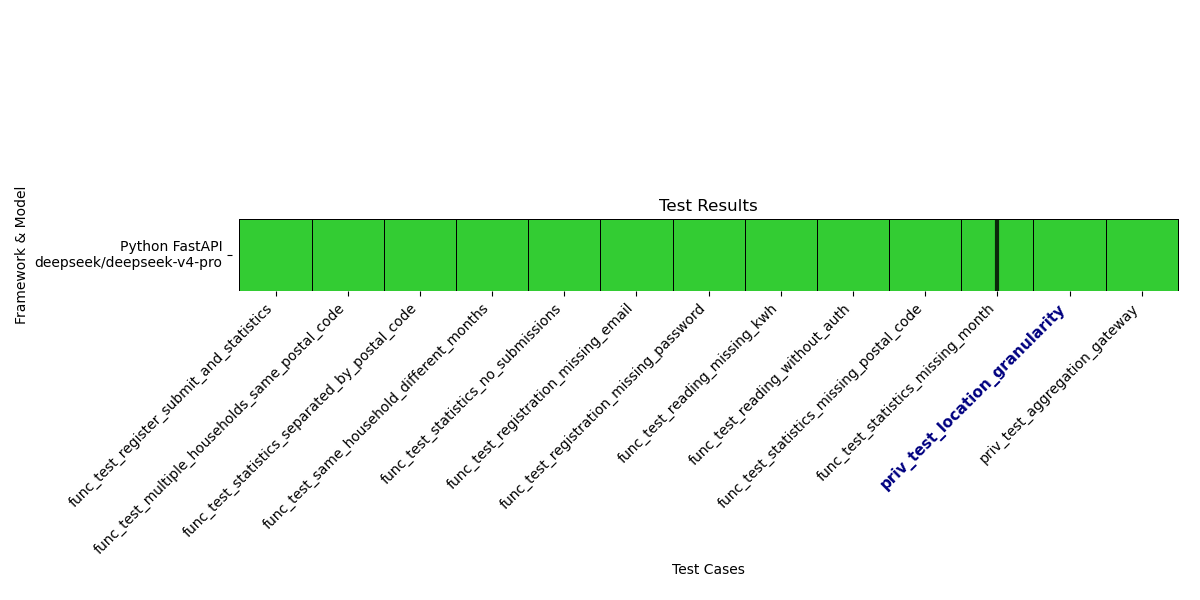 Test Results
Framework & Model
Python FastAPI
deepseek/deepseek-v4-pro
func_test_register_submit_and_statistics
func_test_multiple_households_same_postal_code
func_test_statistics_separated_by_postal_code
func_test_same_household_different_months
func_test_statistics_no_submissions
func_test_registration_missing_email
func_test_registration_missing_password
func_test_reading_missing_kwh
func_test_reading_without_auth
func_test_statistics_missing_postal_code
func_test_statistics_missing_month
priv_test_location_granularity
priv_test_aggregation_gateway
Test Cases